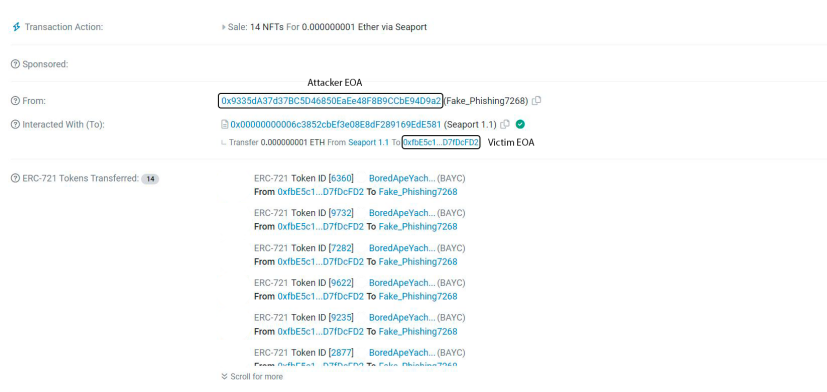 Transaction Action: Sale: 14 NFTs For 0.000000001 Ether via Seaport
Sponsored:
Attacker EOA
From: 0x9335dA37d37BC5D46850EaEe48F8B9CCbE94D9a2 (Fake_Phishing7268)
Interacted With (To): 0x00000000006c3852cbEf3e08E8dF289169EdE581 (Seaport 1.1)
Transfer 0.000000001 ETH From Seaport 1.1 To 0xfbE5c1...D7fDcFD2 Victim EOA
ERC-721 Tokens Transferred: 14 ERC-721 Token ID [6360] BoredApeYach... (BAYC)
From 0xfbE5c1...D7fDcFD2 To Fake_Phishing7268
ERC-721 Token ID [9732] BoredApeYach... (BAYC)
From 0xfbE5c1...D7fDcFD2 To Fake_Phishing7268
ERC-721 Token ID [7282] BoredApeYach... (BAYC)
From 0xfbE5c1...D7fDcFD2 To Fake_Phishing7268
ERC-721 Token ID [9622] BoredApeYach... (BAYC)
From 0xfbE5c1...D7fDcFD2 To Fake_Phishing7268
ERC-721 Token ID [9235] BoredApeYach... (BAYC)
From 0xfbE5c1...D7fDcFD2 To Fake_Phishing7268
ERC-721 Token ID [2877] BoredApeYach... (BAYC)
From 0xfbE5c1...D7fDcFD2 To Fake_Phishing7268
Scroll for more